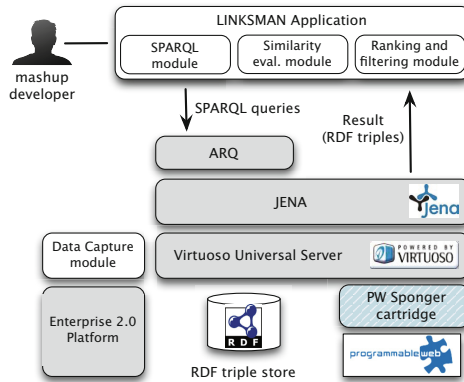 LINKSMAN Application
SPARQL
module
Similarity
eval. module
Ranking and
filtering module
mashup
developer
SPARQL queries
Result
(RDF triples)
ARQ
JENA
Jena
Data Capture
module
Virtuoso Universal Server
POWERED BY
VIRTUOSO
Enterprise 2.0
Platform
RDF
RDF triple store
PW Sponger
cartridge
programmableweb